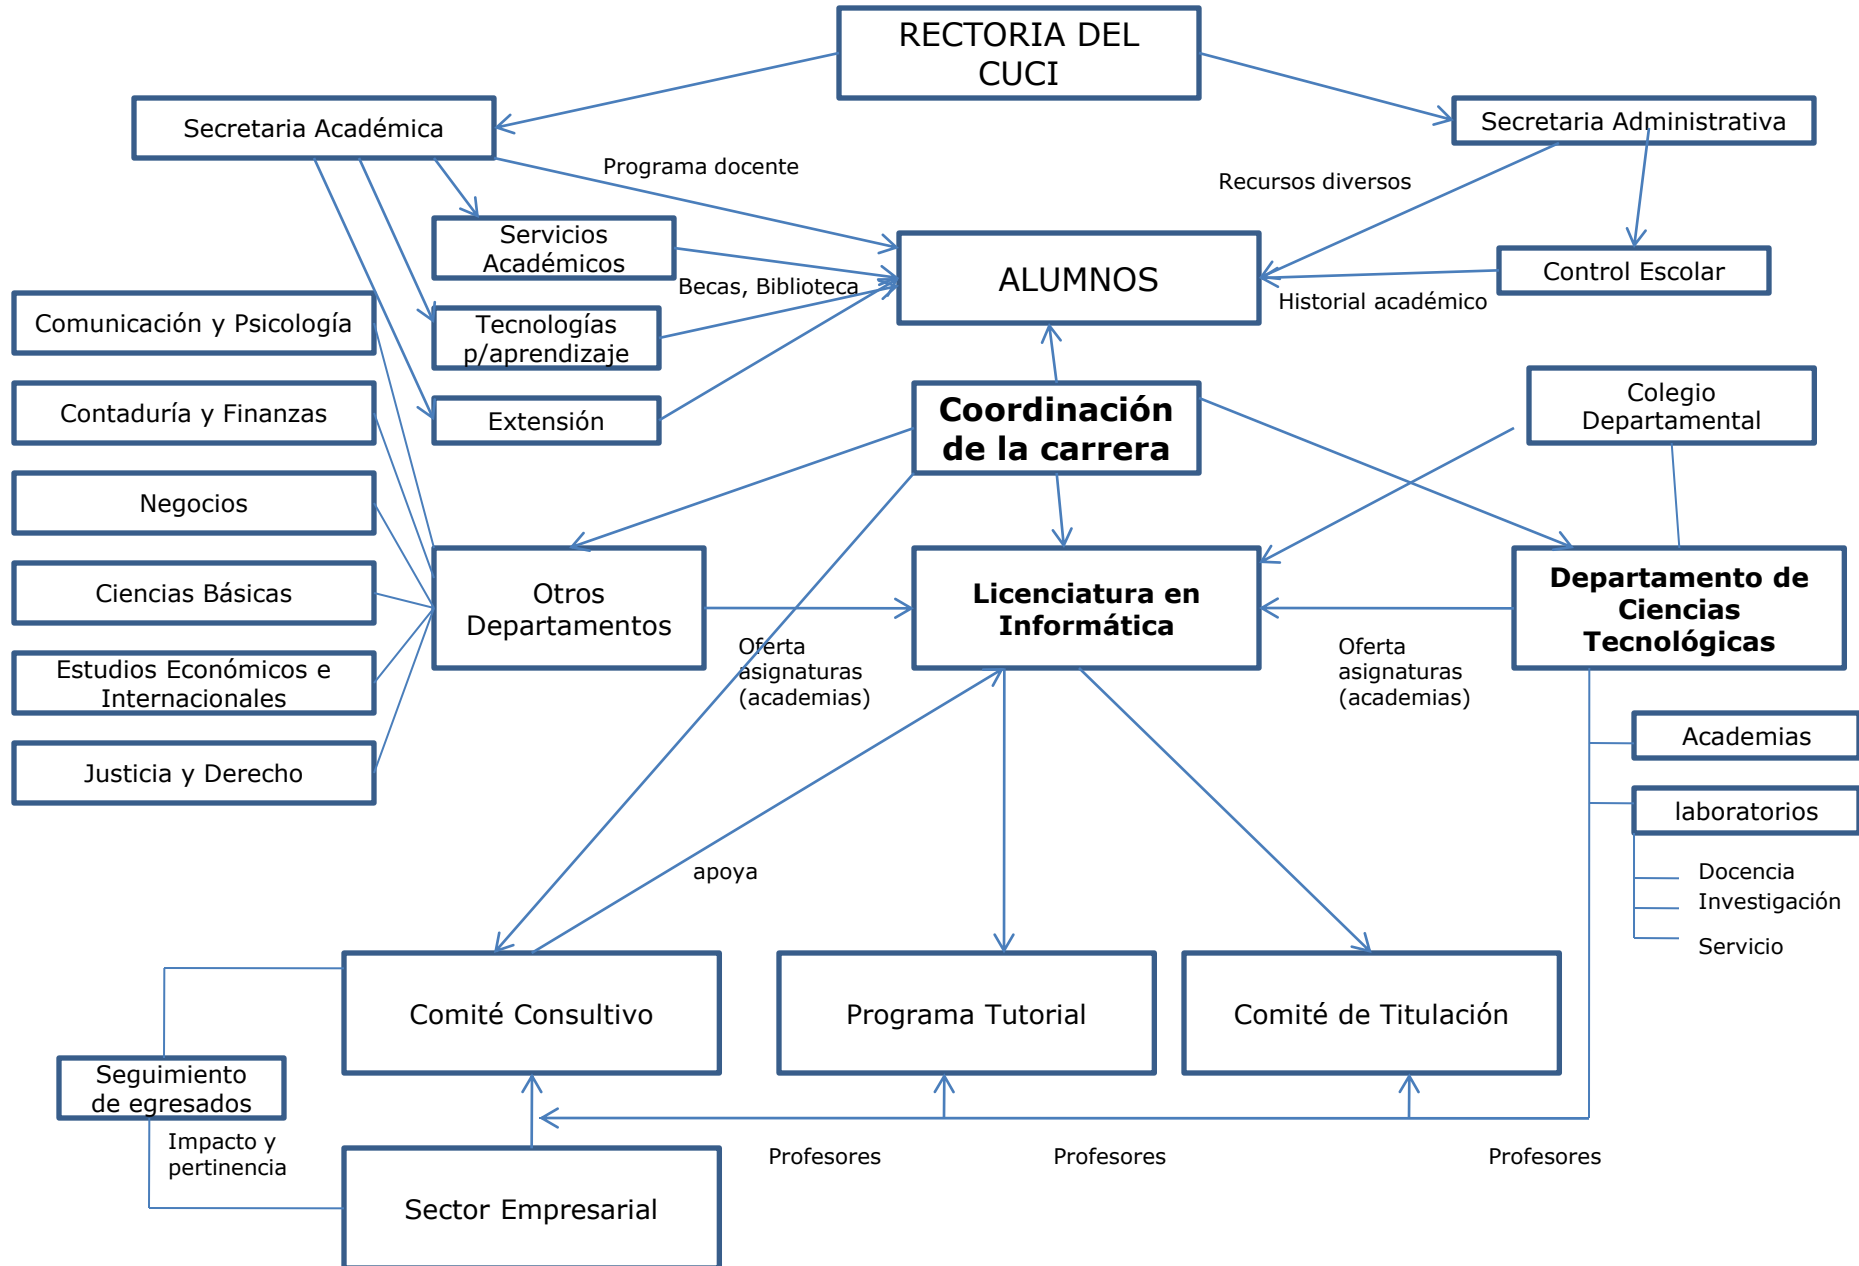 RECTORIA DEL
CUCI
Secretaria Académica
Secretaria Administrativa
Programa docente
Recursos diversos
Servicios
Académicos
ALUMNOS
Control Escolar
Becas, Biblioteca
Historial académico
Comunicación y Psicología
Tecnologías
p/aprendizaje
Contaduría y Finanzas
Extensión
Coordinación
de la carrera
Colegio
Departamental
Negocios
Ciencias Básicas
Otros
Departamentos
Licenciatura en
Informática
Departamento de
Ciencias
Tecnológicas
Oferta
asignaturas
(academias)
Oferta
asignaturas
(academias)
Estudios Económicos e
Internacionales
Academias
Justicia y Derecho
laboratorios
apoya
Docencia
Investigación
Servicio
Comité Consultivo
Programa Tutorial
Comité de Titulación
Seguimiento
de egresados
Impacto y
pertinencia
Profesores
Profesores
Profesores
Sector Empresarial